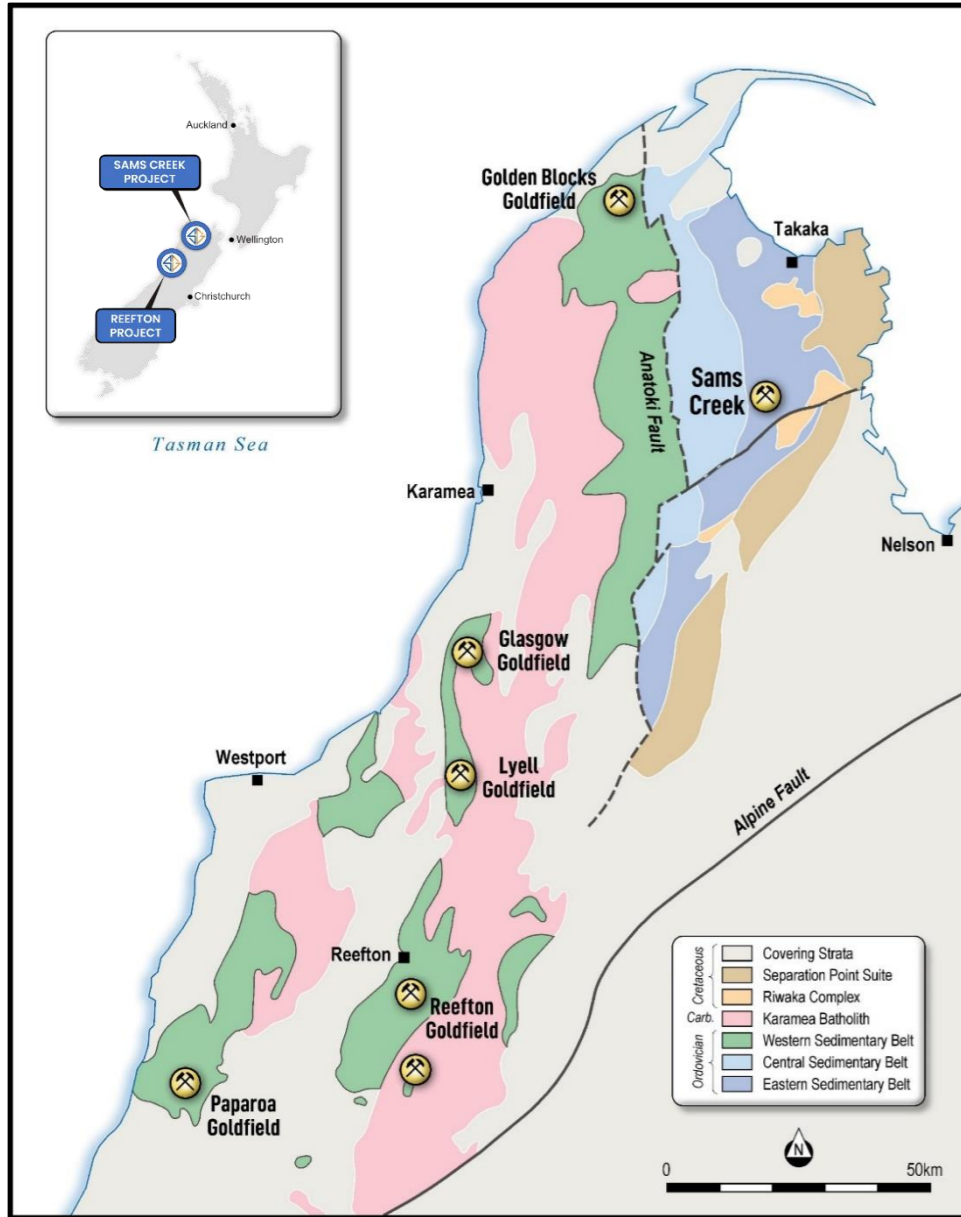 Auckland
SAMS CREEK
PROJECT
Wellington
Christchurch
REEFTON
PROJECT
Tasman Sea
Golden Blocks
Goldfield
Takaka
Anatoki Fault
Sams
Creek
Karamea
Nelson
Glasgow
Goldfield
Westport
Lyell
Goldfield
Alpine Fault
Reefton
Reefton
Goldfield
Paparoa
Goldfield
Cretaceous
Covering Strata
Separation Point Suite
Riwaka Complex
Carb.
Karamea Batholith
Ordovician
Western Sedimentary Belt
Central Sedimentary Belt
Eastern Sedimentary Belt
N
0 50km